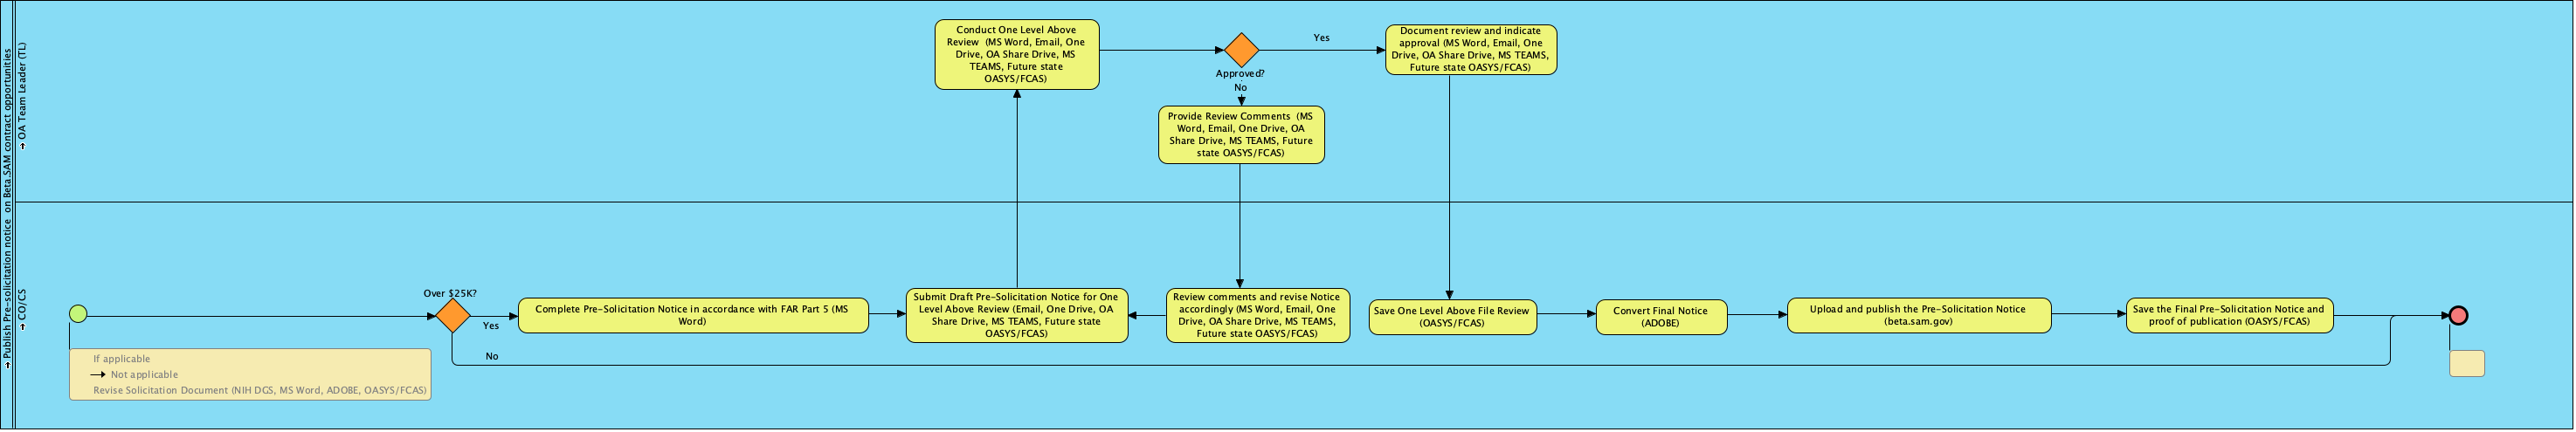 Publish Pre-solicitation notice  on Beta.SAM contract opportunities
OA Team Leader (TL)
Conduct One Level Above
Review  (MS Word, Email, One
Drive, OA Share Drive, MS
TEAMS, Future state
OASYS/FCAS)
Approved?
Yes
No
Document review and indicate
approval (MS Word, Email, One
Drive, OA Share Drive, MS TEAMS,
Future state OASYS/FCAS)
Provide Review Comments  (MS
Word, Email, One Drive, OA
Share Drive, MS TEAMS, Future
state OASYS/FCAS)
CO/CS
If applicable
Not applicable
Revise Solicitation Document (NIH DGS, MS Word, ADOBE, OASYS/FCAS)
Over $25K?
Yes
No
Complete Pre-Solicitation Notice in accordance with FAR Part 5 (MS
Word)
Submit Draft Pre-Solicitation Notice for One
Level Above Review (Email, One Drive, OA
Share Drive, MS TEAMS, Future state
OASYS/FCAS)
Review comments and revise Notice
accordingly (MS Word, Email, One
Drive, OA Share Drive, MS TEAMS,
Future state OASYS/FCAS)
Save One Level Above File Review
(OASYS/FCAS)
Convert Final Notice
(ADOBE)
Upload and publish the Pre-Solicitation Notice
(beta.sam.gov)
Save the Final Pre-Solicitation Notice and
proof of publication (OASYS/FCAS)